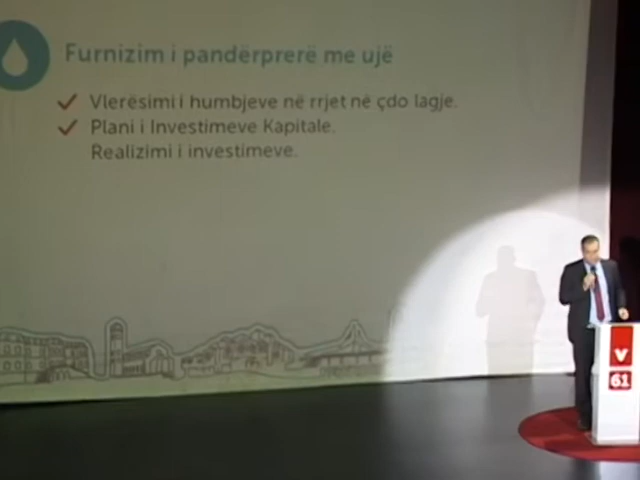 Furnizim i pandërprerë me ujë
Vlerësimi i humbjeve në rrjet në çdo lagje.
Plani i Investimeve Kapitale.
Realizimi i investimeve.
V
61